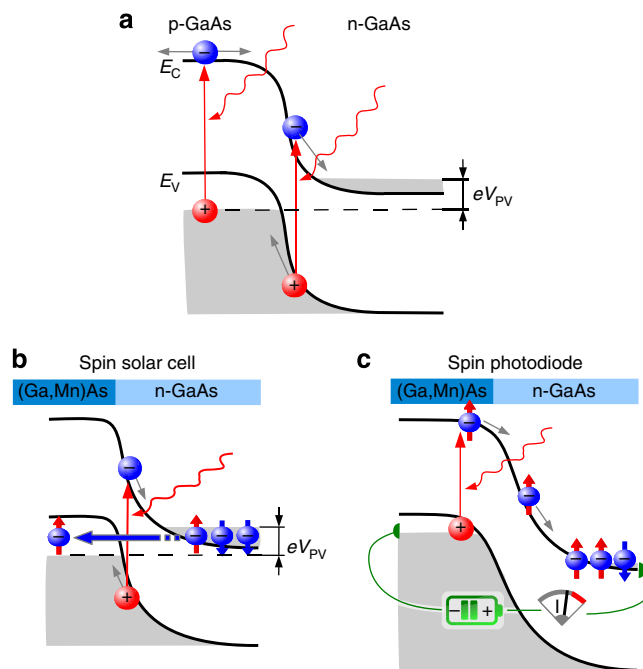 a
p-GaAs n-GaAs
E_C
−
−
E_V
eV_PV
+
+
b
Spin solar cell
(Ga,Mn)As n-GaAs
−
− − − −
eV_PV
+
c
Spin photodiode
(Ga,Mn)As n-GaAs
−
−
+
− − −
− + I